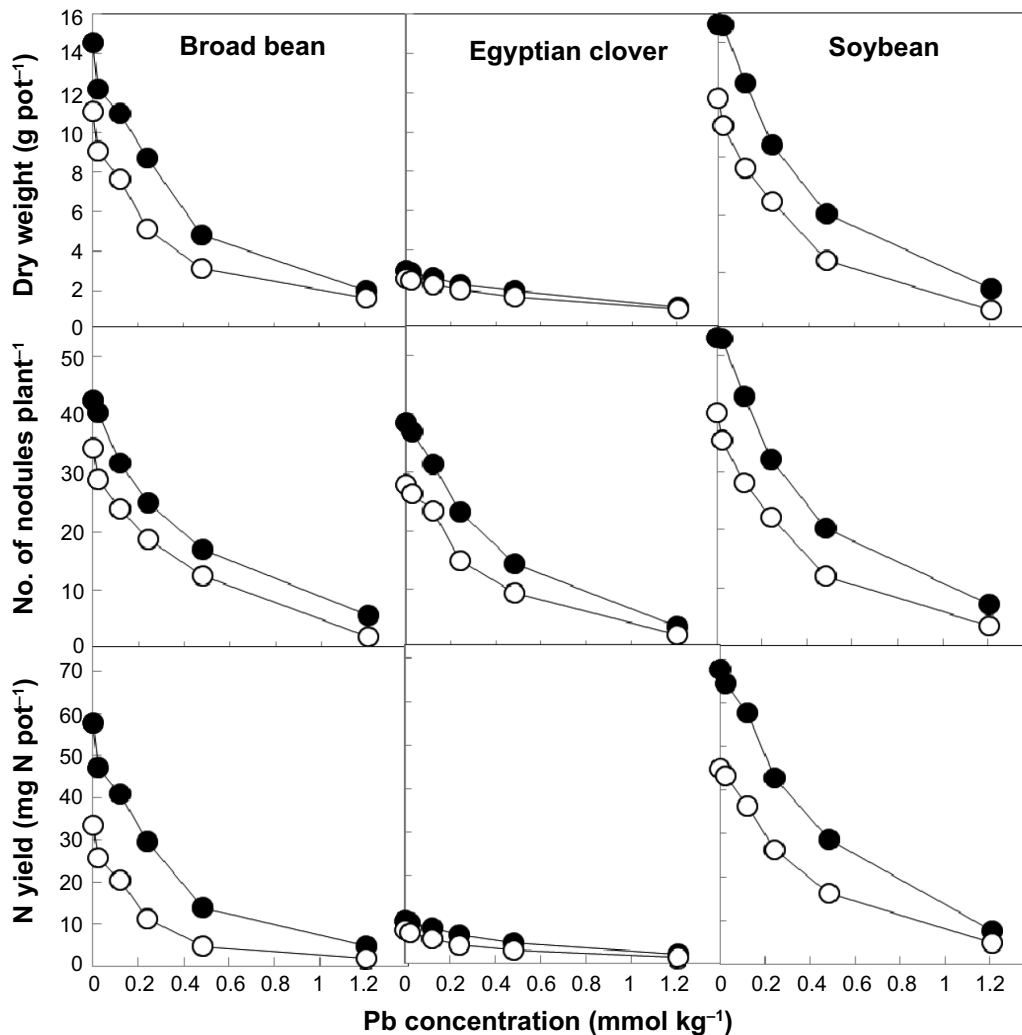 Broad bean
Egyptian clover
Soybean
Dry weight (g pot⁻¹)
16
14
12
10
8
6
4
2
0
No. of nodules plant⁻¹
50
40
30
20
10
0
N yield (mg N pot⁻¹)
70
60
50
40
30
20
10
0
0 0.2 0.4 0.6 0.8 1 1.2
0 0.2 0.4 0.6 0.8 1 1.2
0 0.2 0.4 0.6 0.8 1 1.2
Pb concentration (mmol kg⁻¹)